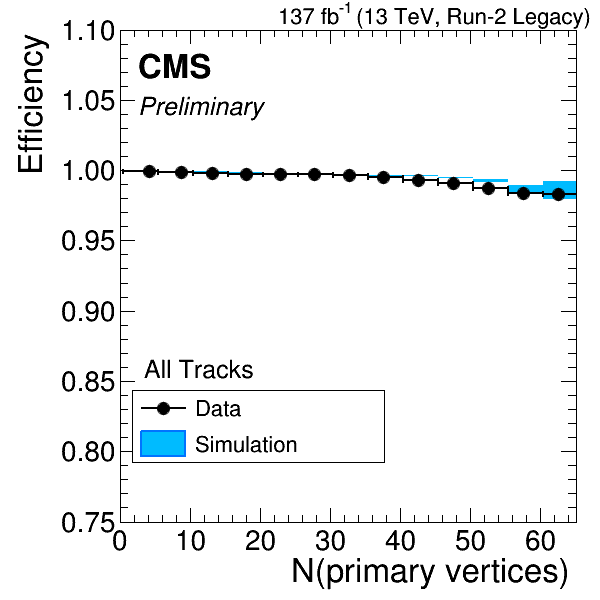 137 fb-1 (13 TeV, Run-2 Legacy)
Efficiency
CMS
Preliminary
1.10
1.05
1.00
0.95
0.90
0.85
0.80
0.75
All Tracks
Data
Simulation
0 10 20 30 40 50 60
N(primary vertices)